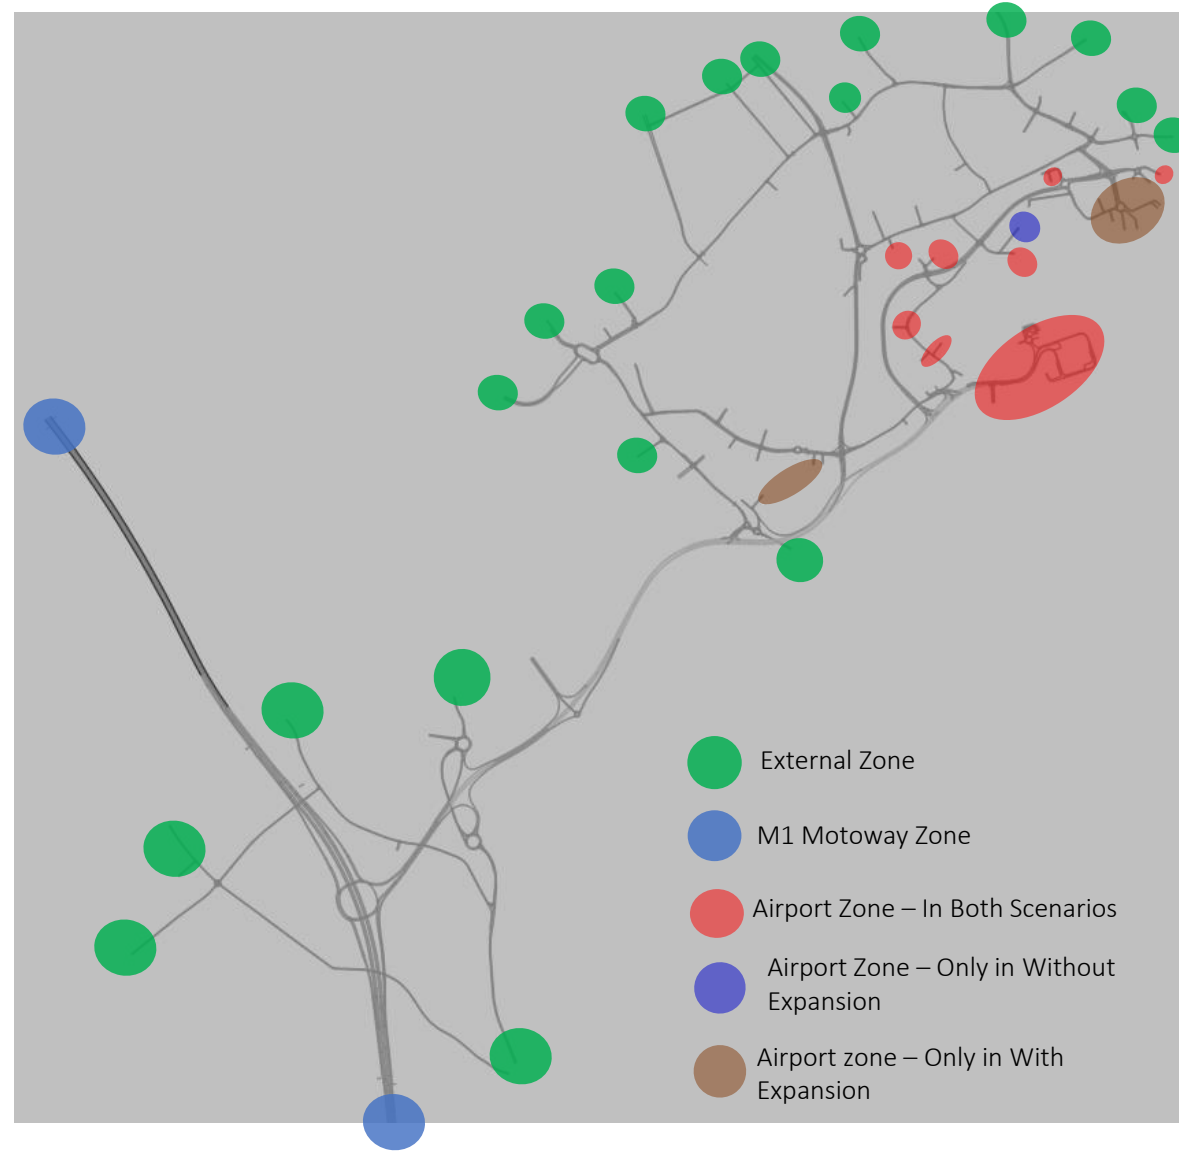 External Zone
M1 Motoway Zone
Airport Zone – In Both Scenarios
Airport Zone – Only in Without
Expansion
Airport zone – Only in With
Expansion